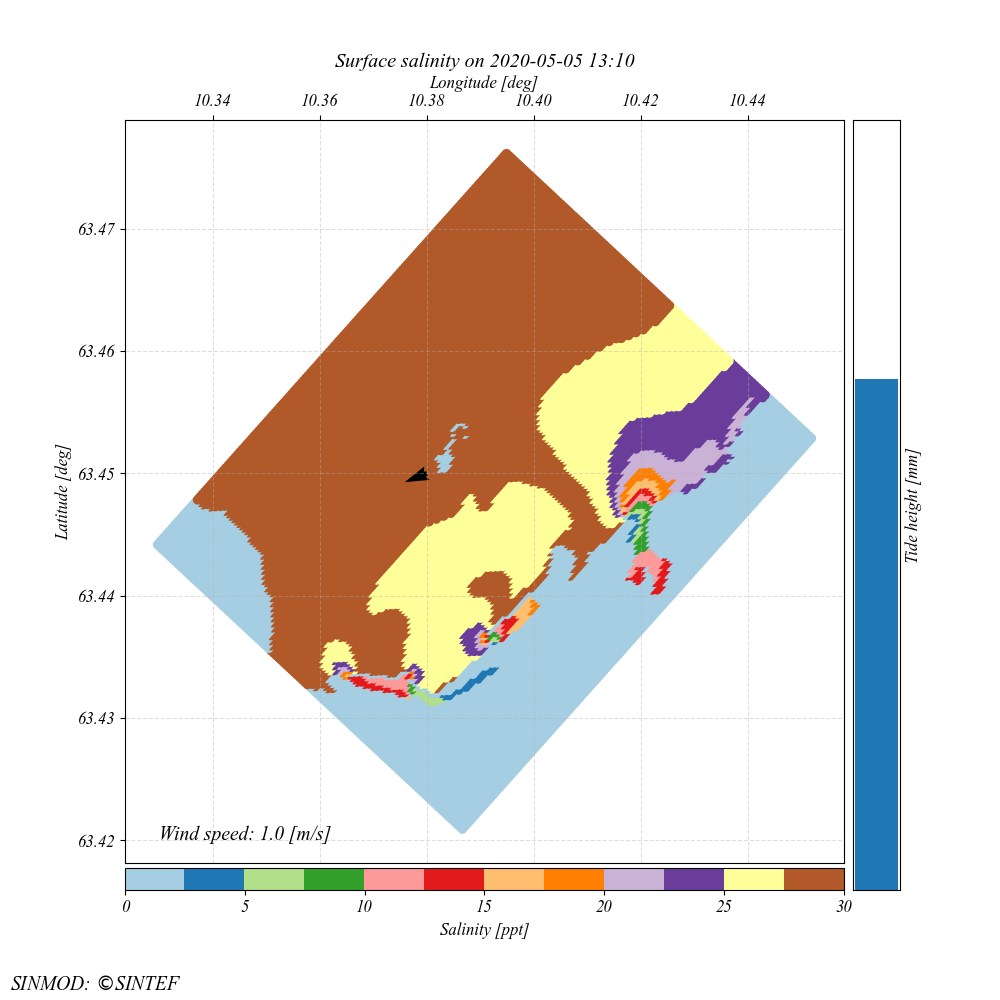 Surface salinity on 2020-05-05 13:10
Longitude [deg]
10.34 10.36 10.38 10.40 10.42 10.44
63.47
63.46
63.45
63.44
63.43
63.42
Latitude [deg]
Tide height [mm]
Wind speed: 1.0 [m/s]
0 5 10 15 20 25 30
Salinity [ppt]
SINMOD: ©SINTEF